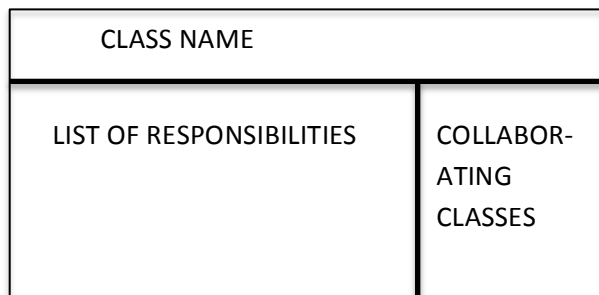 CLASS NAME
LIST OF RESPONSIBILITIES
COLLABOR-
ATING
CLASSES